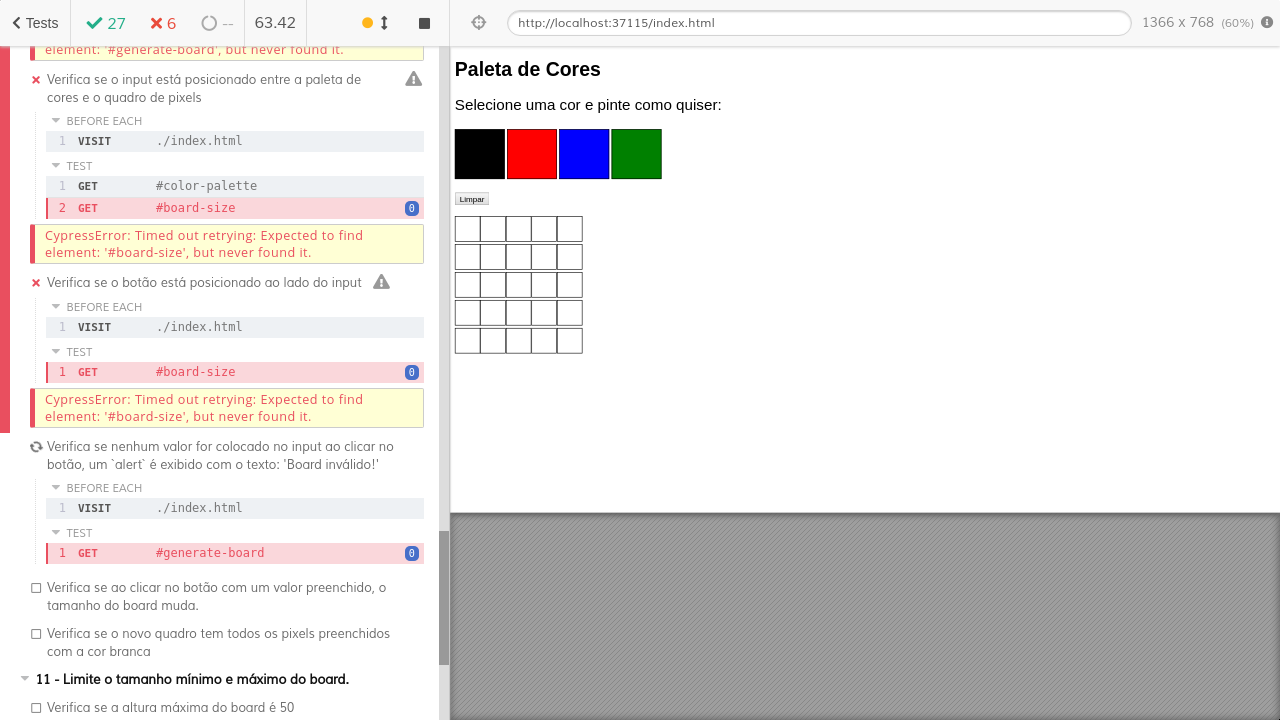 Tests
27
6
--
63.42
http://localhost:37115/index.html
1366 x 768 (60%)
element: '#generate-board', but never found it.
Verifica se o input está posicionado entre a paleta de
cores e o quadro de pixels
BEFORE EACH
1 VISIT ./index.html
TEST
1 GET #color-palette
2 GET #board-size 0
CypressError: Timed out retrying: Expected to find
element: '#board-size', but never found it.
Verifica se o botão está posicionado ao lado do input
BEFORE EACH
1 VISIT ./index.html
TEST
1 GET #board-size 0
CypressError: Timed out retrying: Expected to find
element: '#board-size', but never found it.
Verifica se nenhum valor for colocado no input ao clicar no
botão, um `alert` é exibido com o texto: 'Board inválido!'
BEFORE EACH
1 VISIT ./index.html
TEST
1 GET #generate-board 0
Verifica se ao clicar no botão com um valor preenchido, o
tamanho do board muda.
Verifica se o novo quadro tem todos os pixels preenchidos
com a cor branca
11 - Limite o tamanho mínimo e máximo do board.
Verifica se a altura máxima do board é 50
Paleta de Cores
Selecione uma cor e pinte como quiser:
Limpar